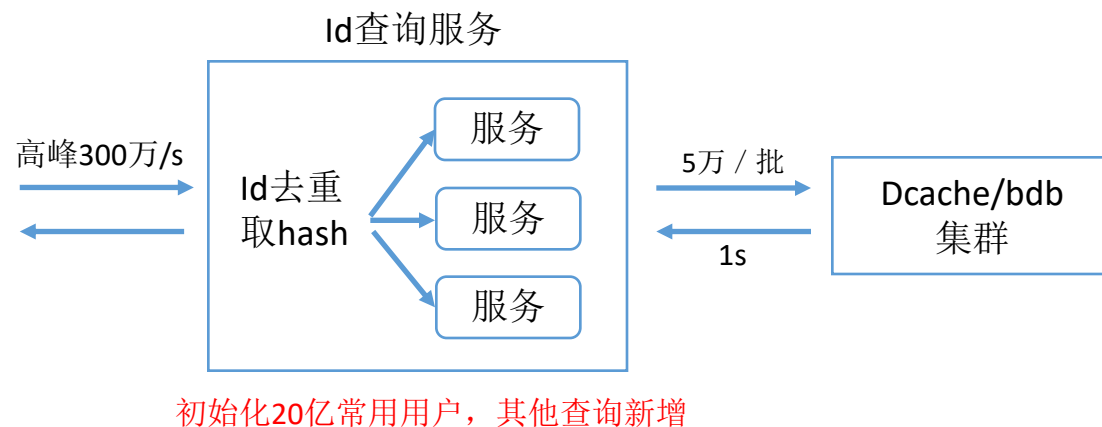 Id查询服务
高峰300万/s
Id去重
取hash
服务
服务
服务
5万／批
1s
Dcache/bdb
集群
初始化20亿常用用户，其他查询新增